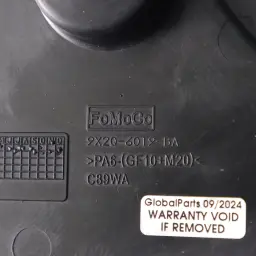 FoMoCo
>PA6-(GF10+M20)<
C89WA
GlobalParts 09/2024
WARRANTY VOID
IF REMOVED